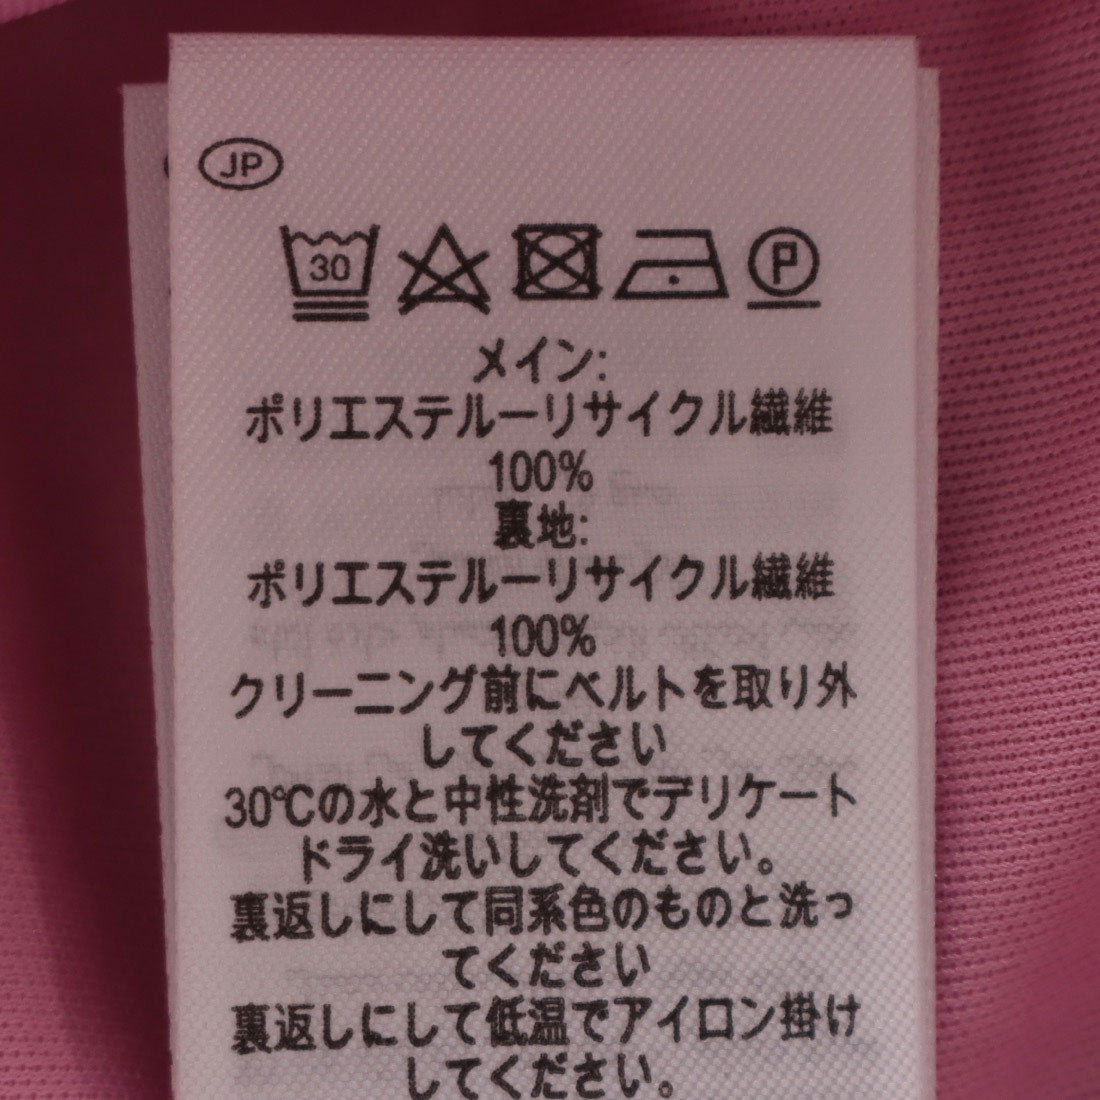 JP
30
P
メイン:
ポリエステルーリサイクル繊維
100%
裏地:
ポリエステルーリサイクル繊維
100%
クリーニング前にベルトを取り外
してください
30℃の水と中性洗剤でデリケート
ドライ洗いしてください。
裏返しにして同系色のものと洗っ
てください
裏返しにして低温でアイロン掛け
してください。